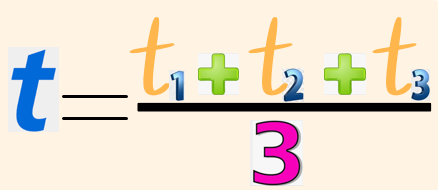 t = t₁ + t₂ + t₃
3